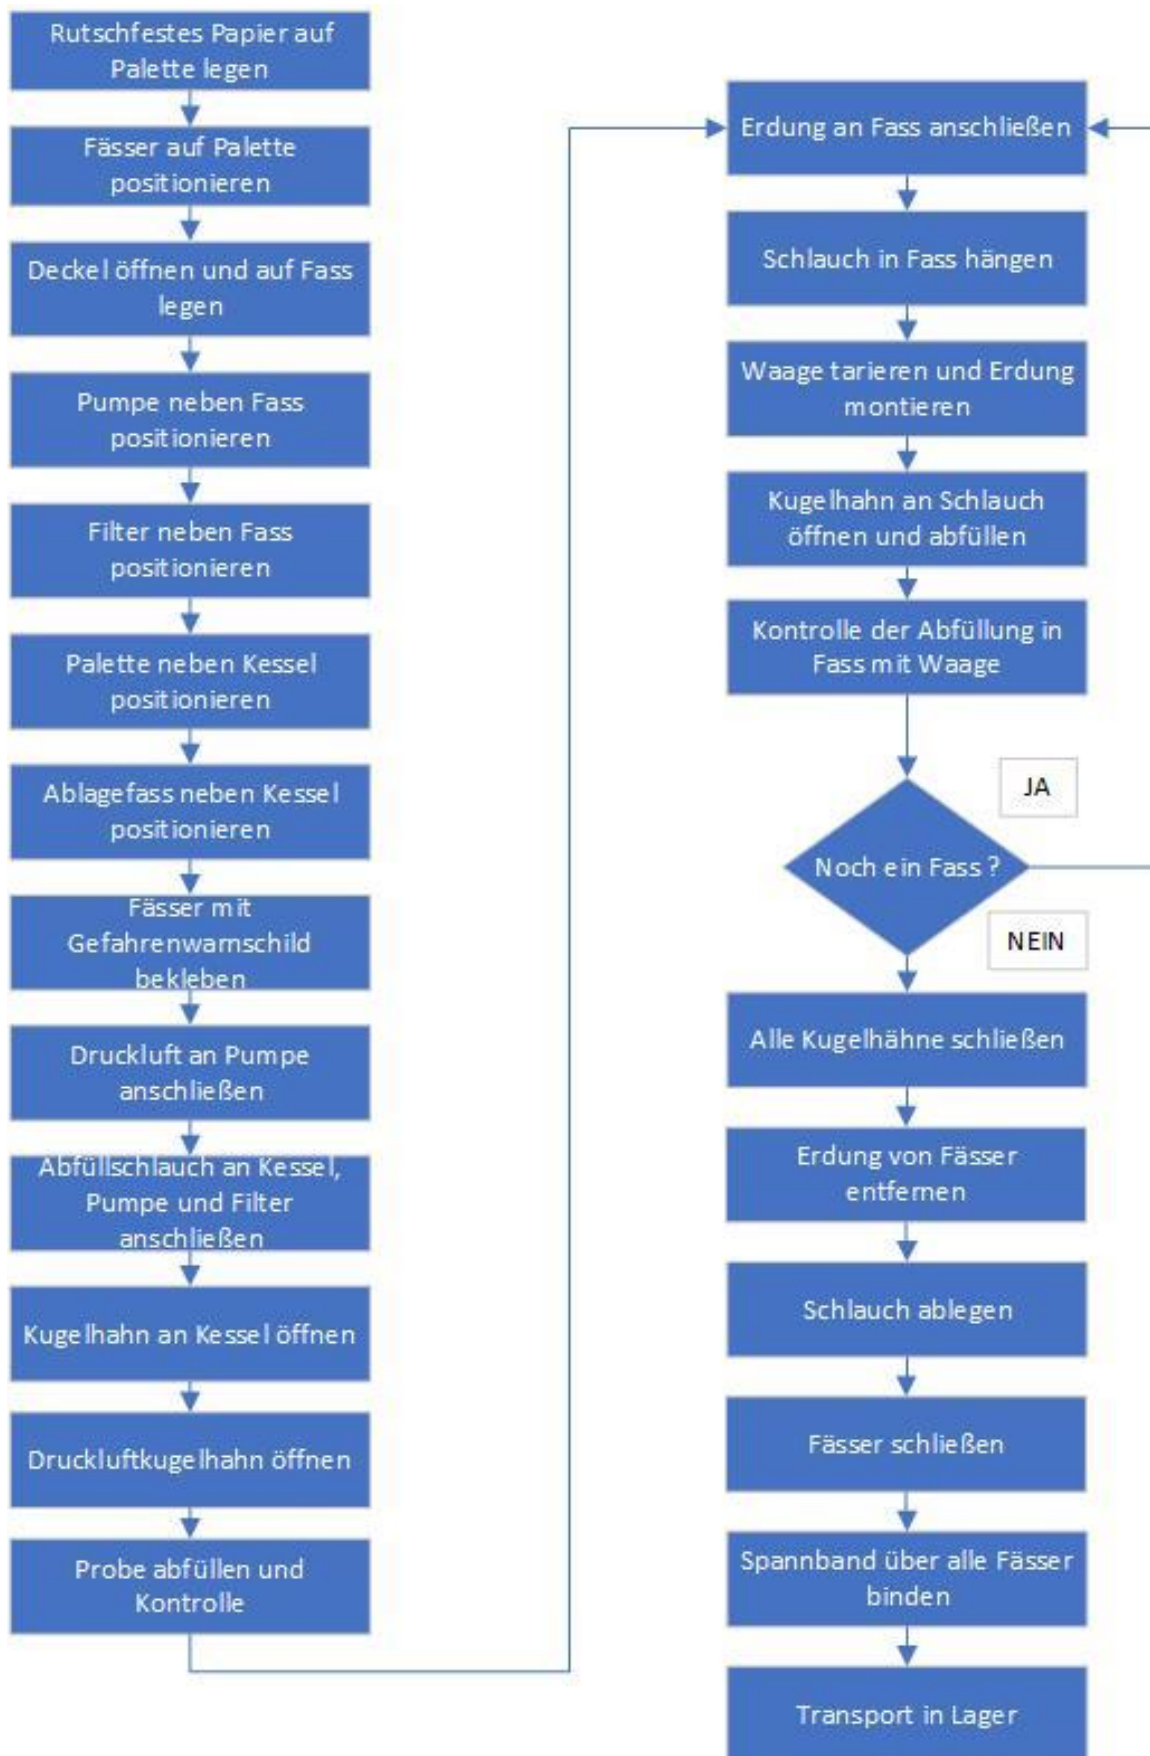 Rutschfestes Papier auf
Palette legen
Fässer auf Palette
positionieren
Deckel öffnen und auf Fass
legen
Pumpe neben Fass
positionieren
Filter neben Fass
positionieren
Palette neben Kessel
positionieren
Ablagefass neben Kessel
positionieren
Fässer mit
Gefahrenwarnschild
bekleben
Druckluft an Pumpe
anschließen
Abfüllschlauch an Kessel,
Pumpe und Filter
anschließen
Kugelhahn an Kessel öffnen
Druckluftkugelhahn öffnen
Probe abfüllen und
Kontrolle
Erdung an Fass anschließen
Schlauch in Fass hängen
Waage tarieren und Erdung
montieren
Kugelhahn an Schlauch
öffnen und abfüllen
Kontrolle der Abfüllung in
Fass mit Waage
JA
Noch ein Fass ?
NEIN
Alle Kugelhähne schließen
Erdung von Fässer
entfernen
Schlauch ablegen
Fässer schließen
Spannband über alle Fässer
binden
Transport in Lager